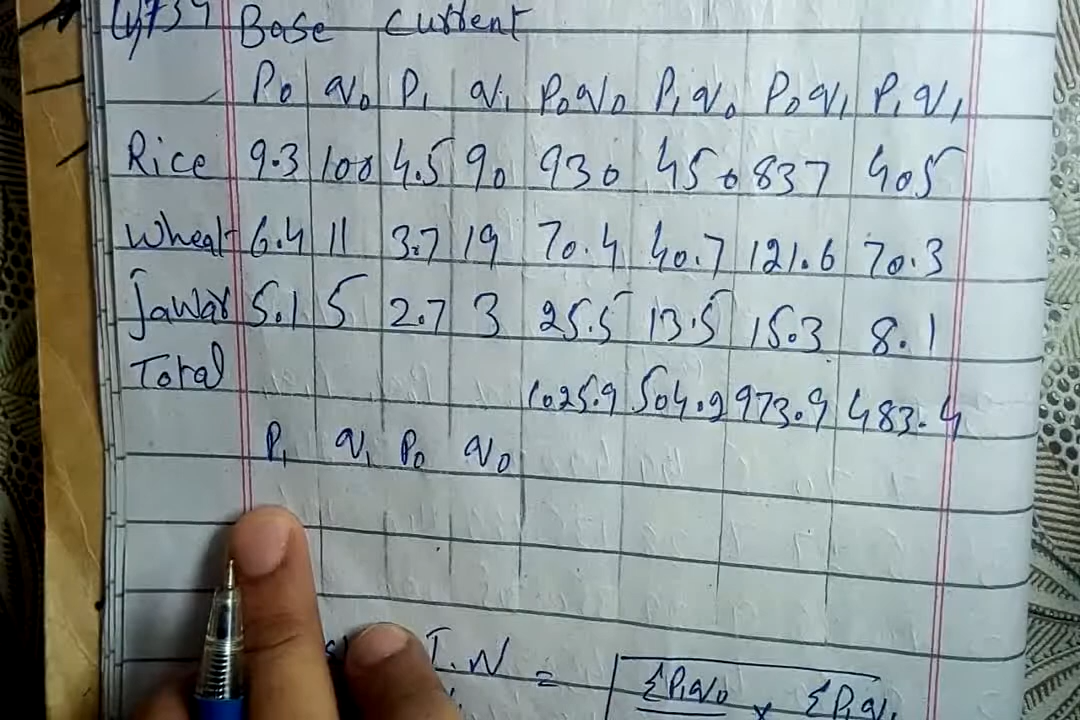 Base Current
P0 q0 P1 q1 P0q0 P1q0 P0q1 P1q1
Rice 9.3 100 4.5 90 930 450 837 405
Wheat 6.4 11 3.7 19 70.4 40.7 121.6 70.3
Jawar 5.1 5 2.7 3 25.5 13.5 15.3 8.1
Total 1025.9 504.2 973.9 483.4
P1 q1 P0 q0
I.N = √ΣP1q0 × ΣP1q1